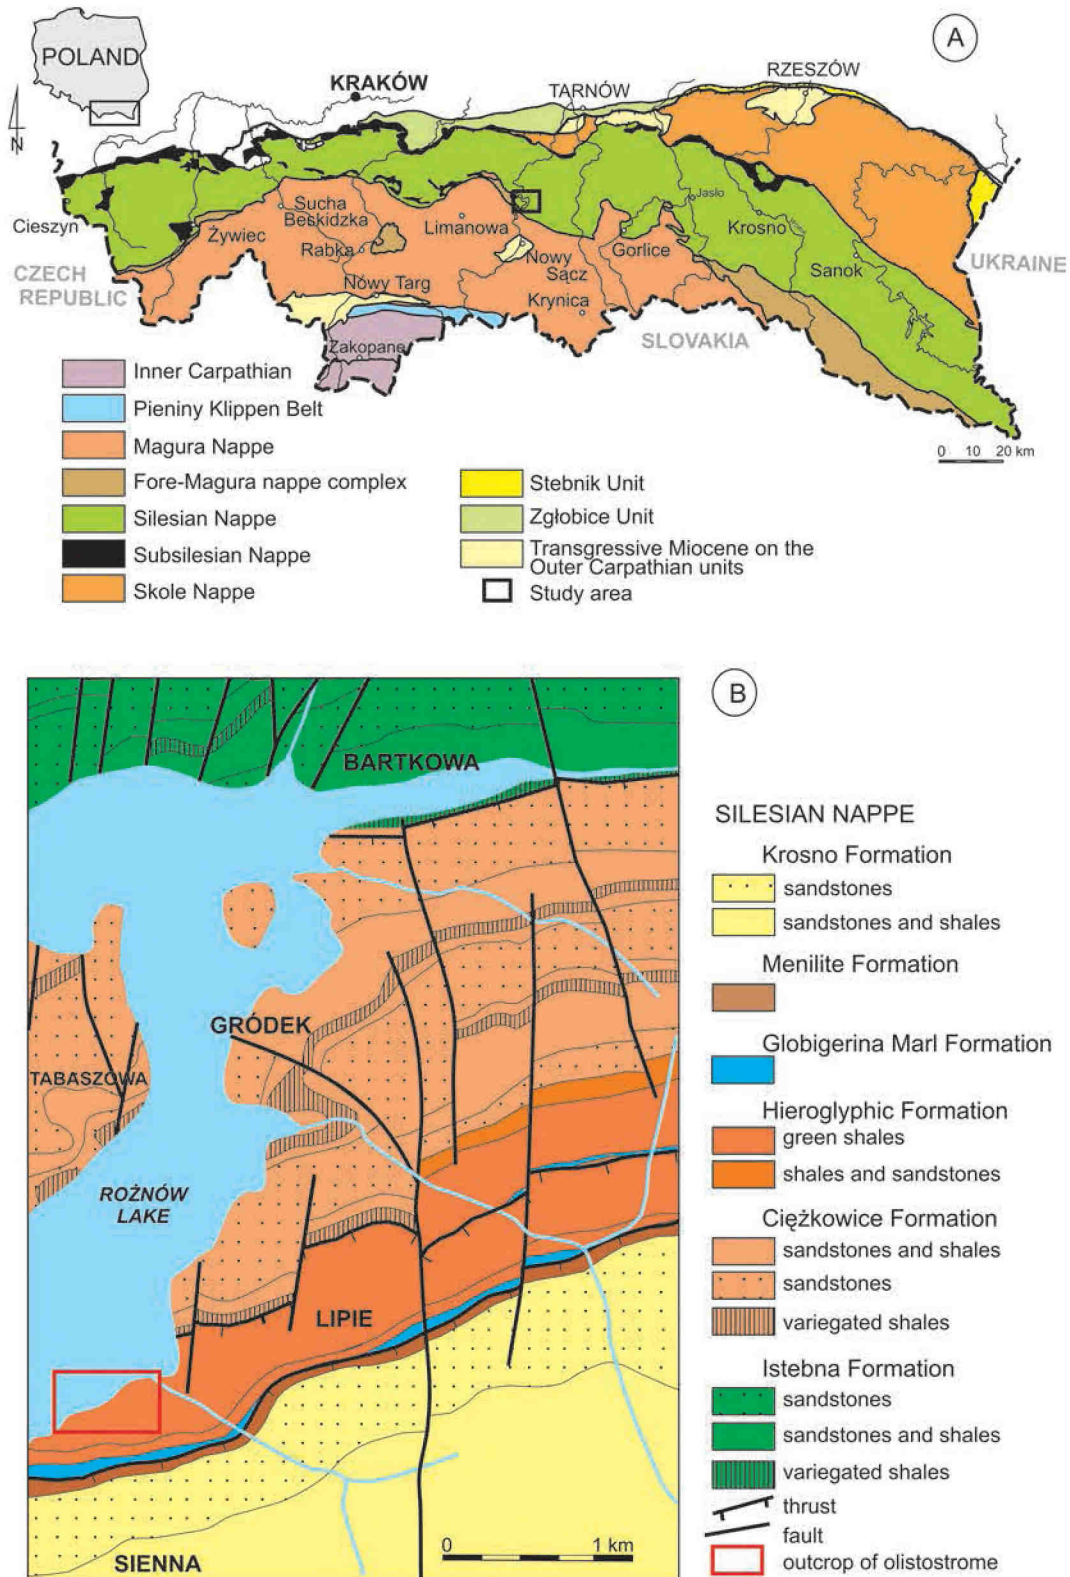 A
POLAND
N
KRAKÓW
TARNÓW
RZESZÓW
Cieszyn
Sucha
Beskidzka
Żywiec
Rabka
Limanowa
Nowy
Sącz
Gorlice
Jasło
Krosno
Sanok
Nowy Targ
Krynica
Zakopane
CZECH
REPUBLIC
SLOVAKIA
UKRAINE
0 10 20 km
Inner Carpathian
Pieniny Klippen Belt
Magura Nappe
Fore-Magura nappe complex
Silesian Nappe
Subsilesian Nappe
Skole Nappe
Stebnik Unit
Zgłobice Unit
Transgressive Miocene on the
Outer Carpathian units
Study area
B
BARTKOWA
GRÓDEK
TABASZOWA
ROŻNÓW
LAKE
LIPIE
SIENNA
0 1 km
SILESIAN NAPPE
Krosno Formation
sandstones
sandstones and shales
Menilite Formation
Globigerina Marl Formation
Hieroglyphic Formation
green shales
shales and sandstones
Ciężkowice Formation
sandstones and shales
sandstones
variegated shales
Istebna Formation
sandstones
sandstones and shales
variegated shales
thrust
fault
outcrop of olistostrome